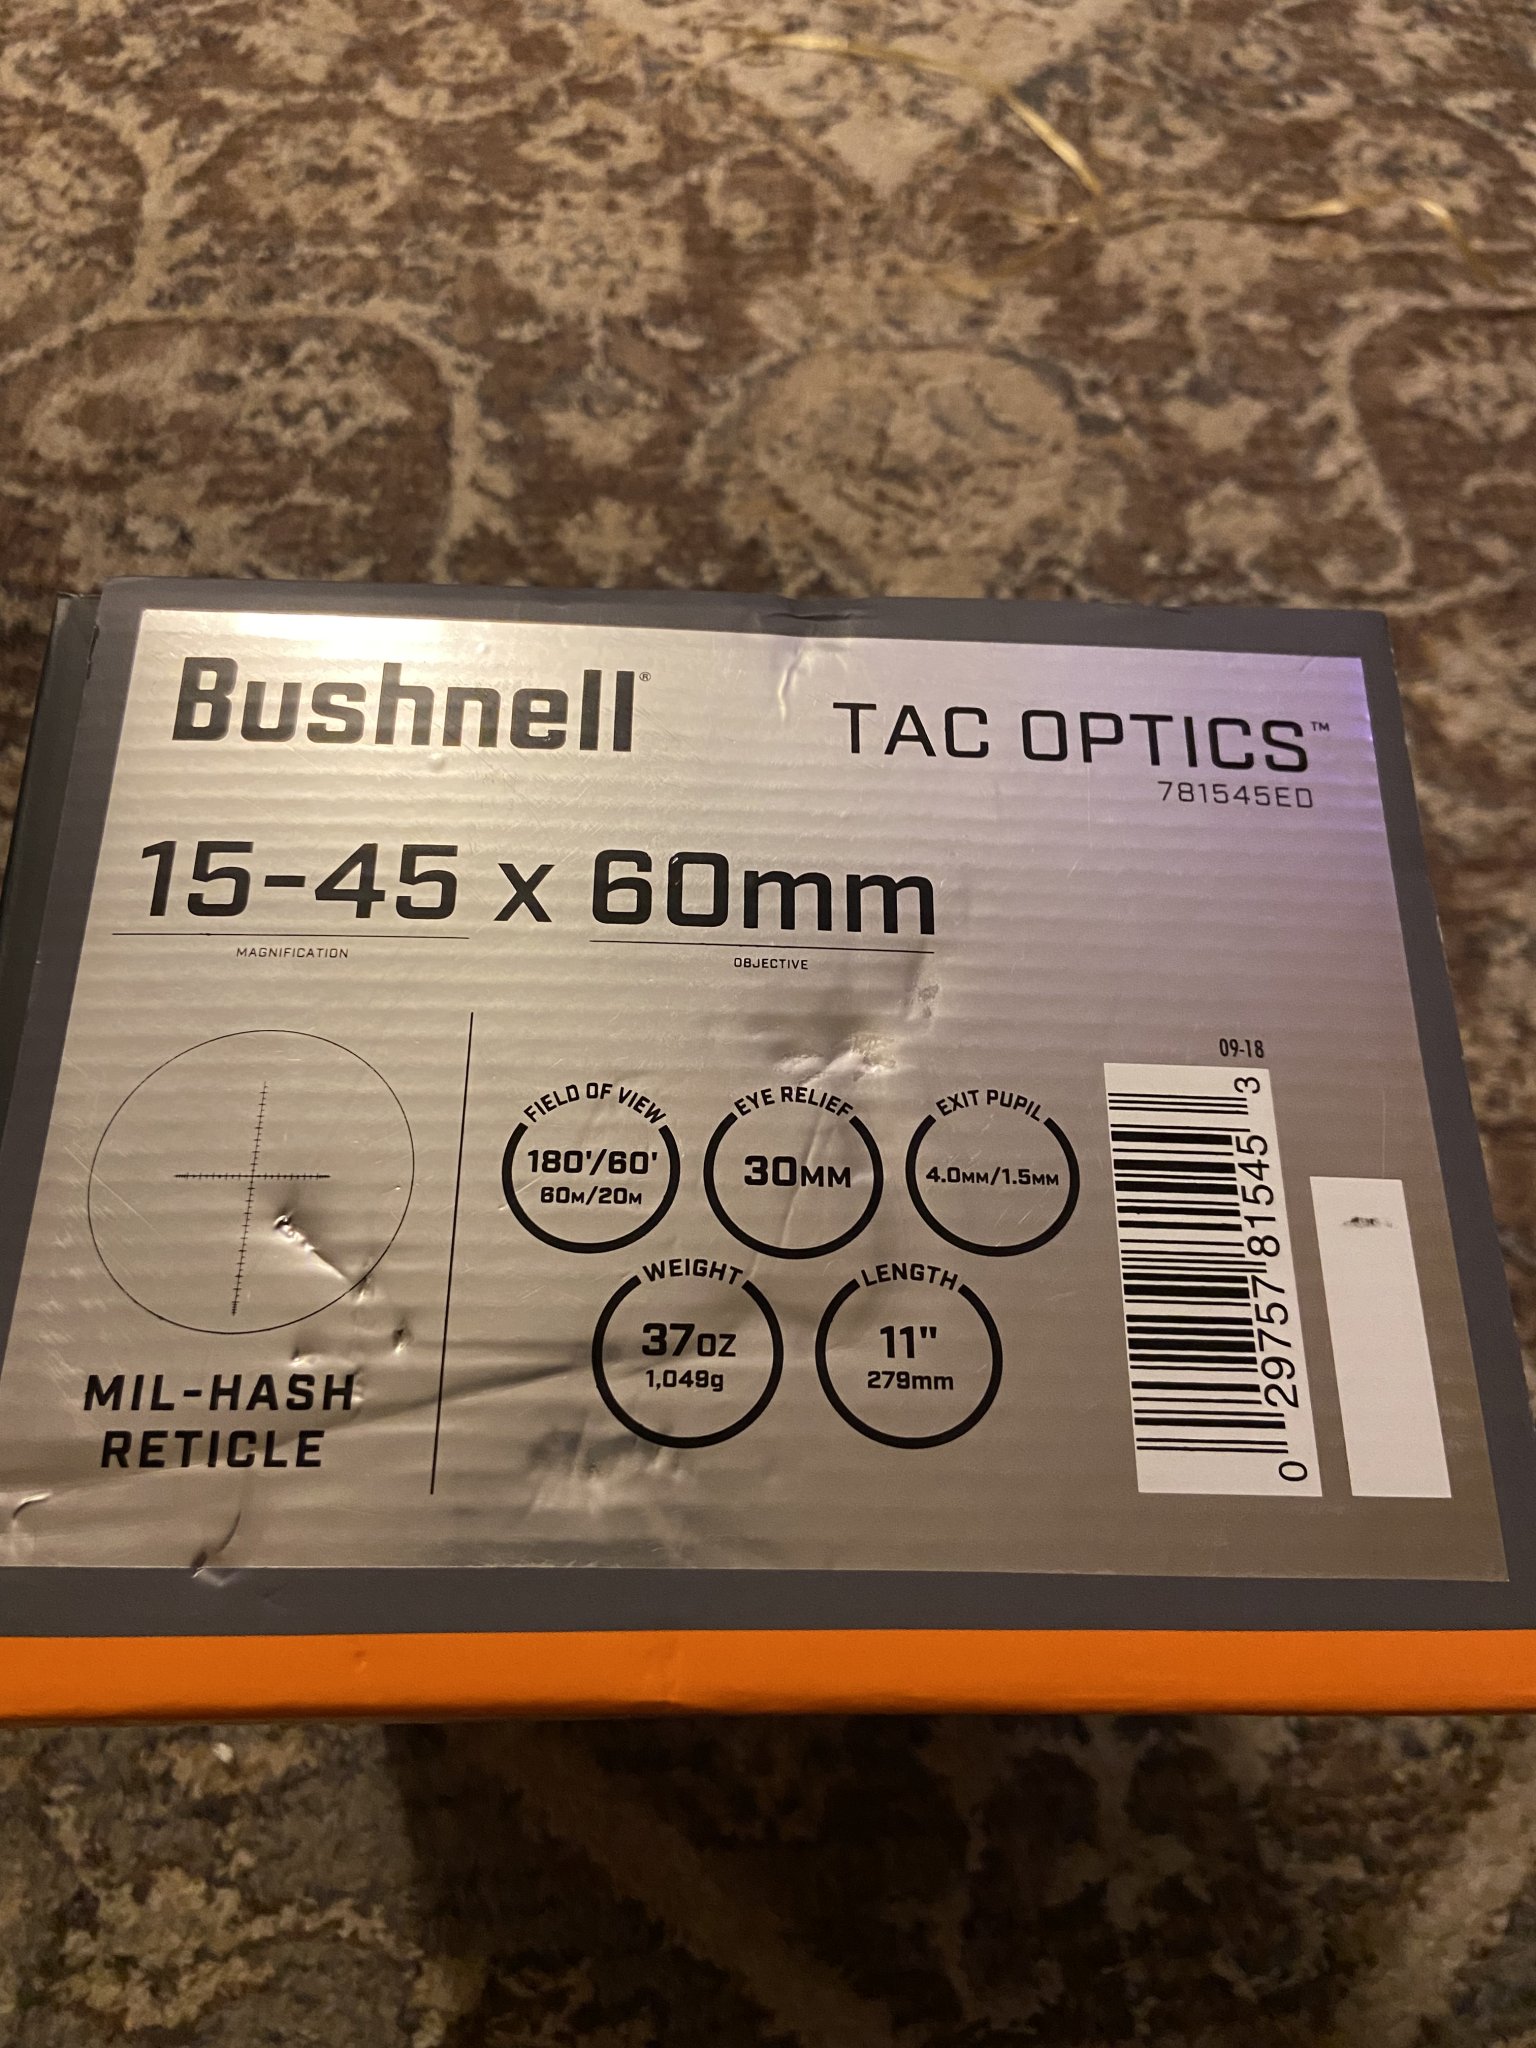 Bushnell®
TAC OPTICS™
781545ED
15-45 x 60mm
MAGNIFICATION
OBJECTIVE
MIL-HASH
RETICLE
FIELD OF VIEW
180'/60'
60M/20M
EYE RELIEF
30MM
EXIT PUPIL
4.0MM/1.5MM
WEIGHT
37OZ
1,049g
LENGTH
11"
279mm
09-18
0 29757 81545 3